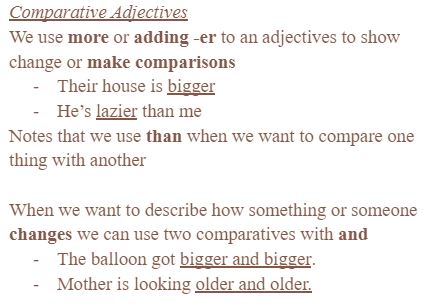 Comparative Adjectives
We use more or adding -er to an adjectives to show
change or make comparisons
- Their house is bigger
- He's lazier than me
Notes that we use than when we want to compare one
thing with another
When we want to describe how something or someone
changes we can use two comparatives with and
- The balloon got bigger and bigger.
- Mother is looking older and older.